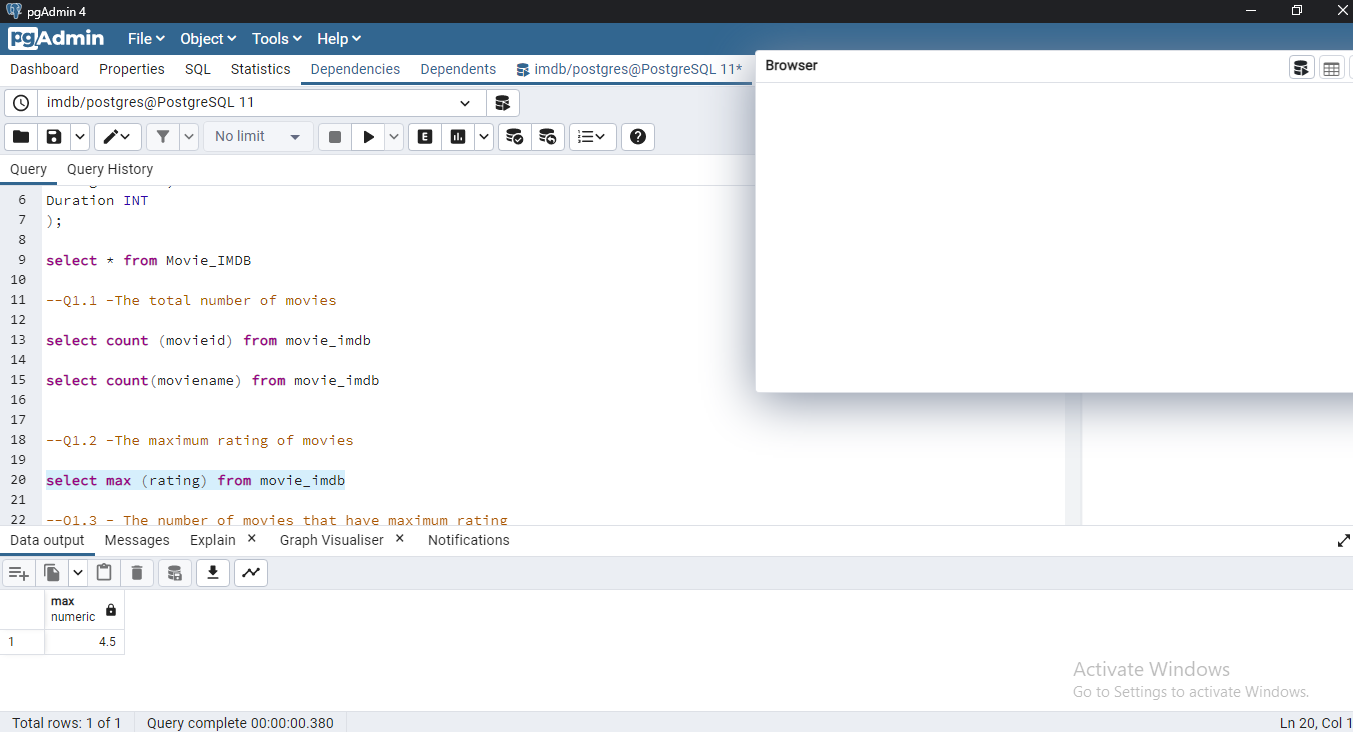 pgAdmin 4
pgAdmin File Object Tools Help
Dashboard Properties SQL Statistics Dependencies Dependents imdb/postgres@PostgreSQL 11*
Browser
imdb/postgres@PostgreSQL 11
No limit
E
Query Query History
6 Duration INT
7 );
8
9 select * from Movie_IMDB
10
11 --Q1.1 -The total number of movies
12
13 select count (movieid) from movie_imdb
14
15 select count(moviename) from movie_imdb
16
17
18 --Q1.2 -The maximum rating of movies
19
20 select max (rating) from movie_imdb
21
22 --Q1.3 - The number of movies that have maximum rating
Data output Messages Explain Graph Visualiser Notifications
max
numeric
1 4.5
Activate Windows
Go to Settings to activate Windows.
Total rows: 1 of 1 Query complete 00:00:00.380 Ln 20, Col 1